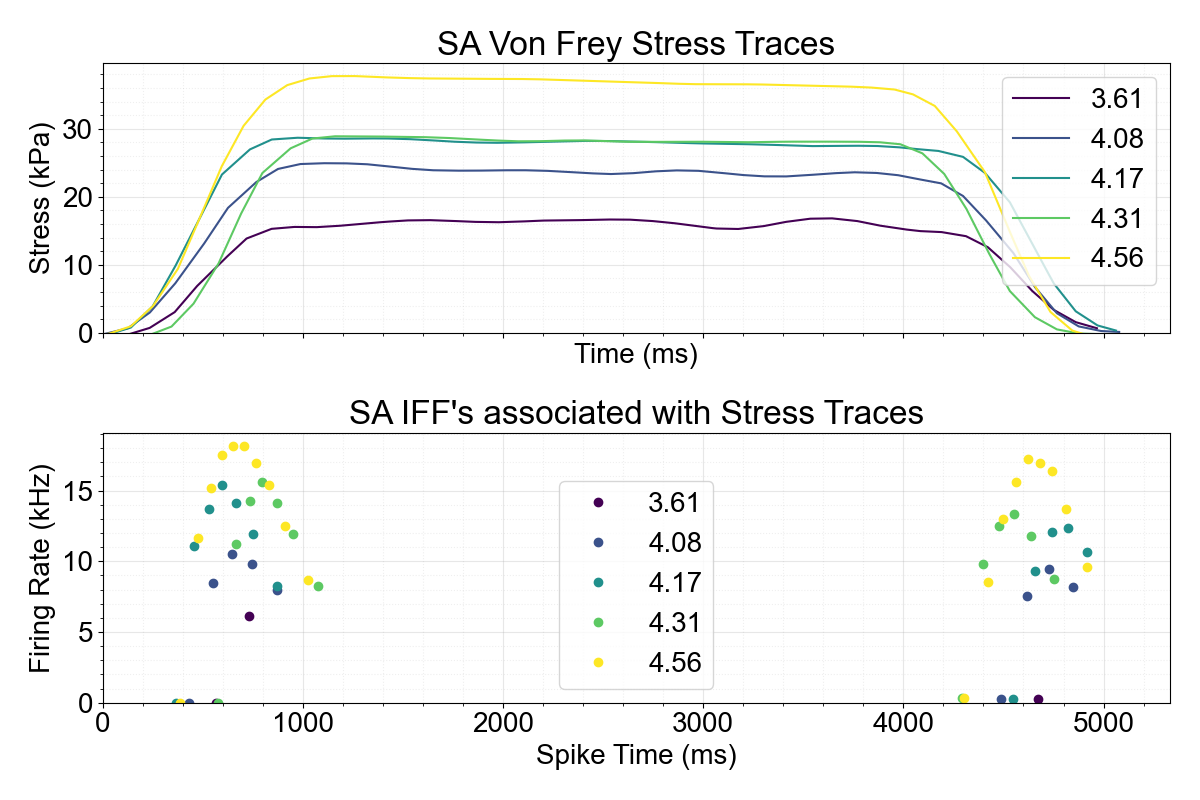 SA Von Frey Stress Traces
Stress (kPa)
30
20
10
0
3.61
4.08
4.17
4.31
4.56
Time (ms)
SA IFF's associated with Stress Traces
Firing Rate (kHz)
15
10
5
0
3.61
4.08
4.17
4.31
4.56
0 1000 2000 3000 4000 5000
Spike Time (ms)